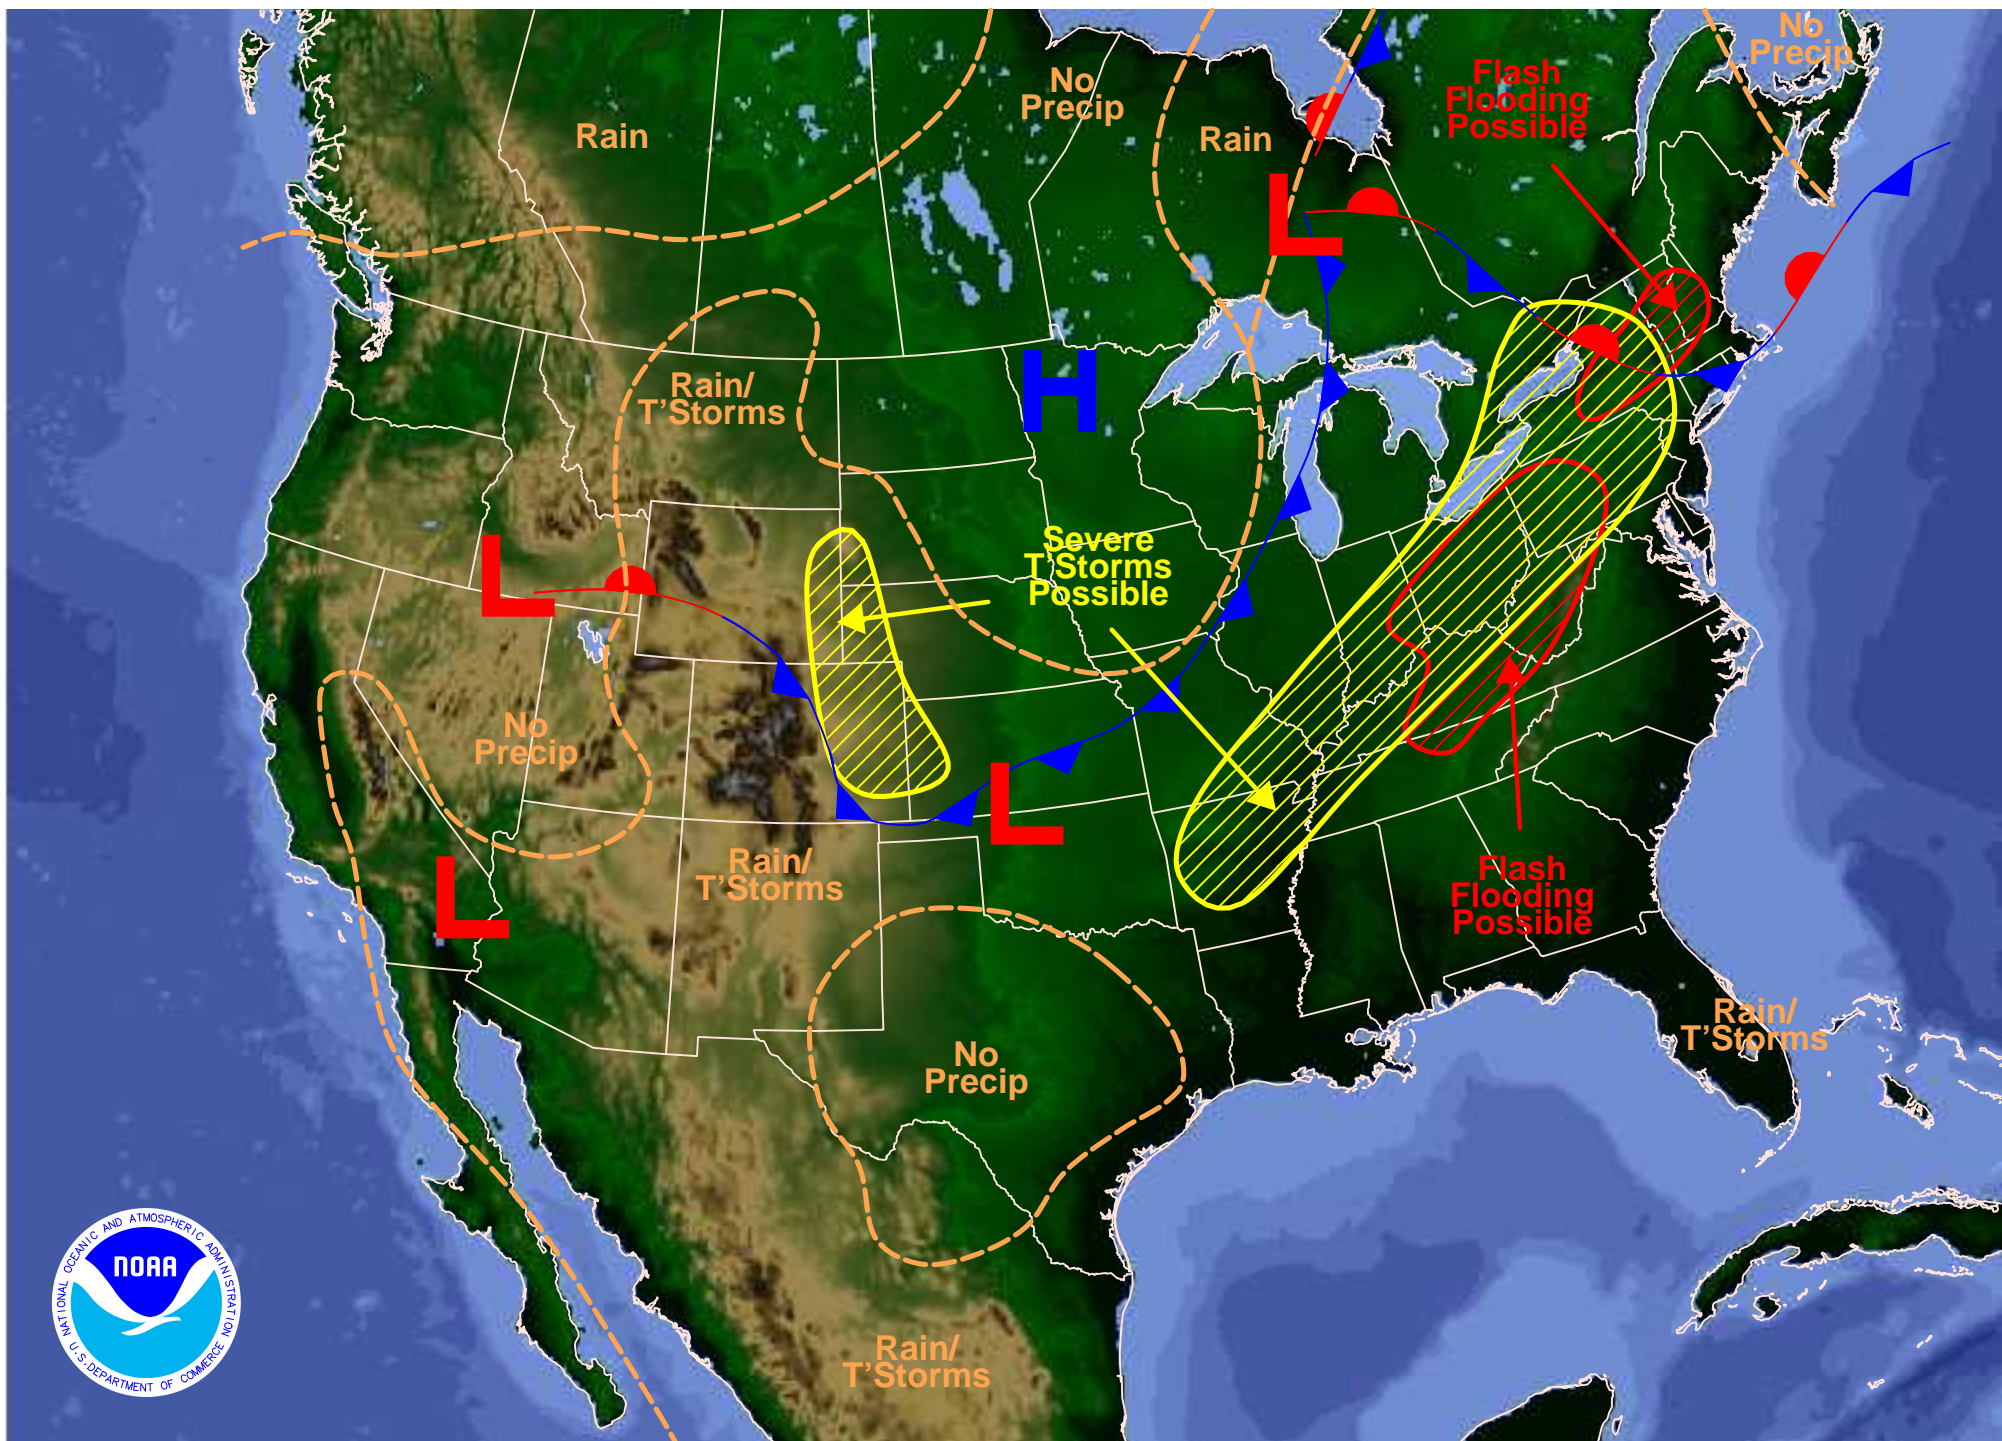 No
Precip
Flash
Flooding
Possible
No
Precip
Rain
Rain
L
H
Rain/
T'Storms
Severe
T'Storms
Possible
L
No
Precip
L
Rain/
T'Storms
L
Flash
Flooding
Possible
Rain/
T'Storms
No
Precip
Rain/
T'Storms
NATIONAL OCEANIC AND ATMOSPHERIC ADMINISTRATION
NOAA
U.S. DEPARTMENT OF COMMERCE